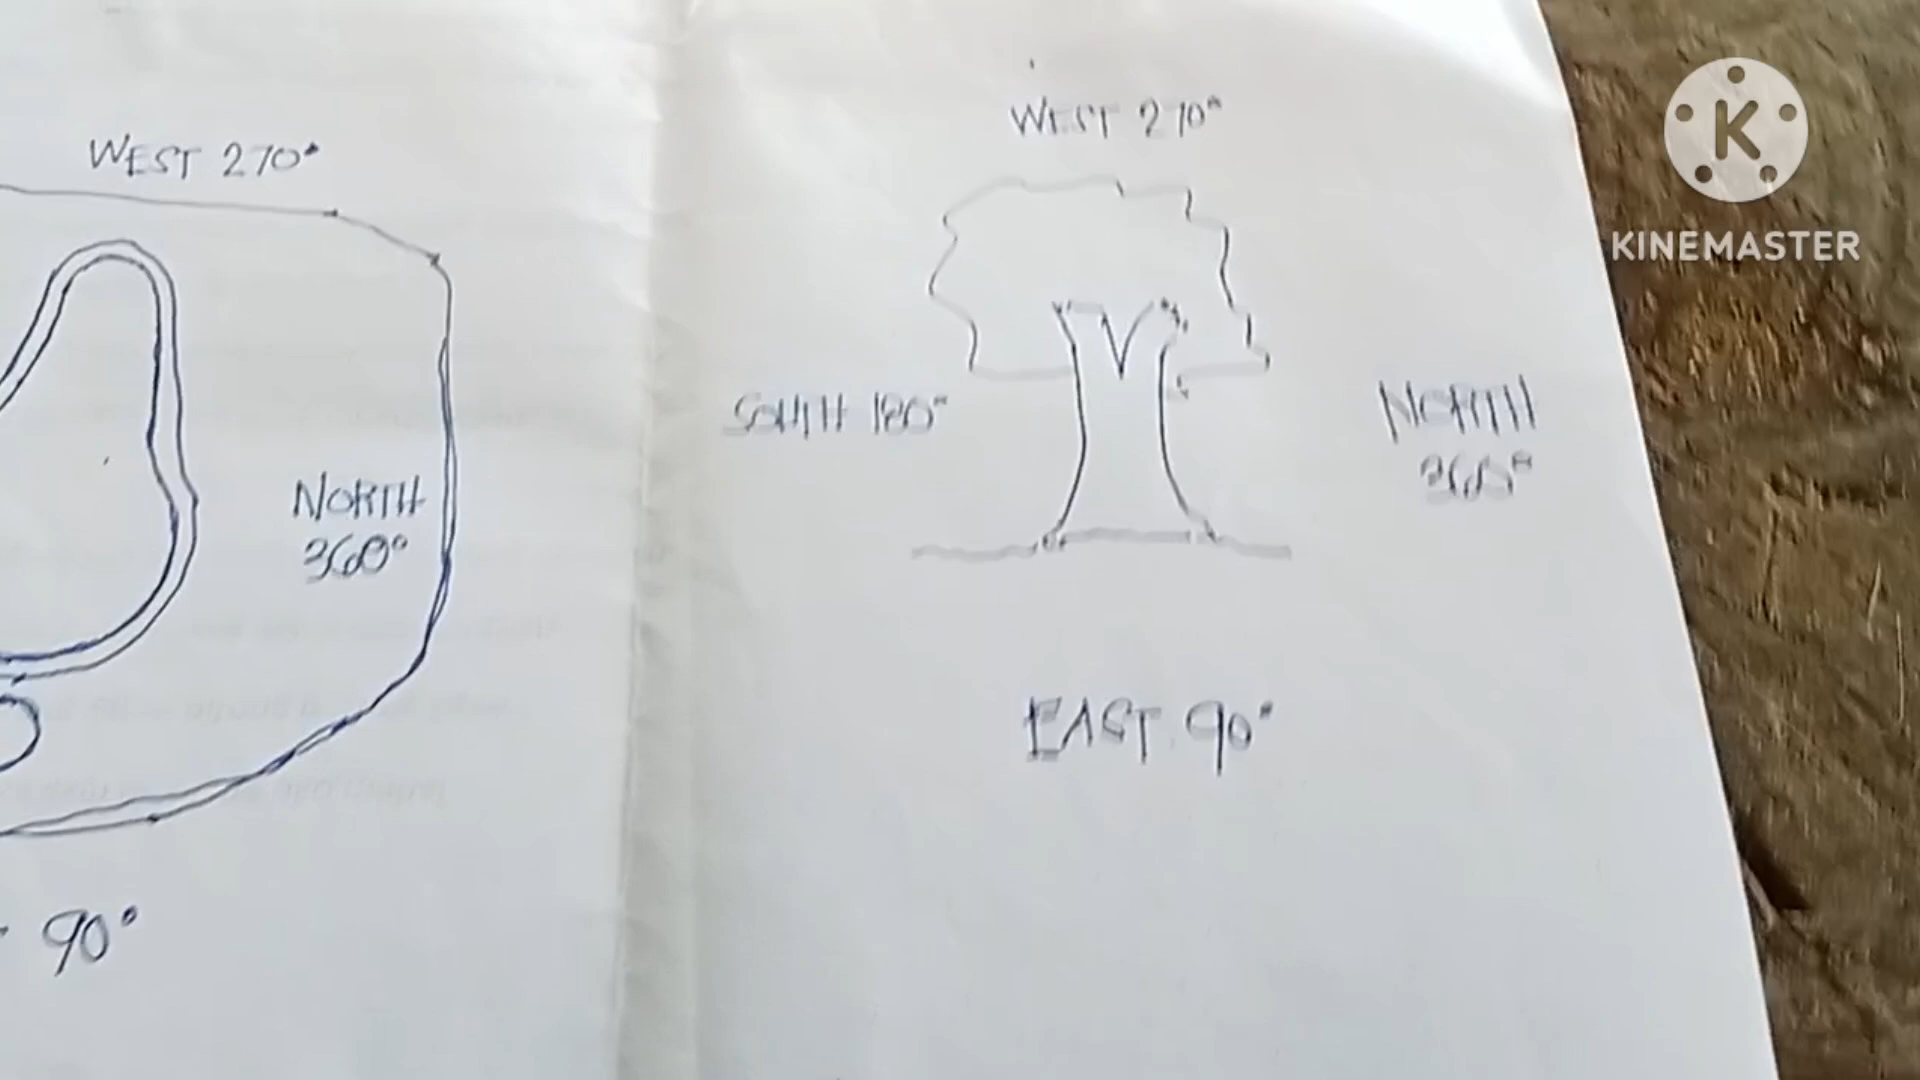 WEST 270°
NORTH
360°
90°
WEST 270°
SOUTH 180°
NORTH
360°
EAST 90°
K
KINEMASTER